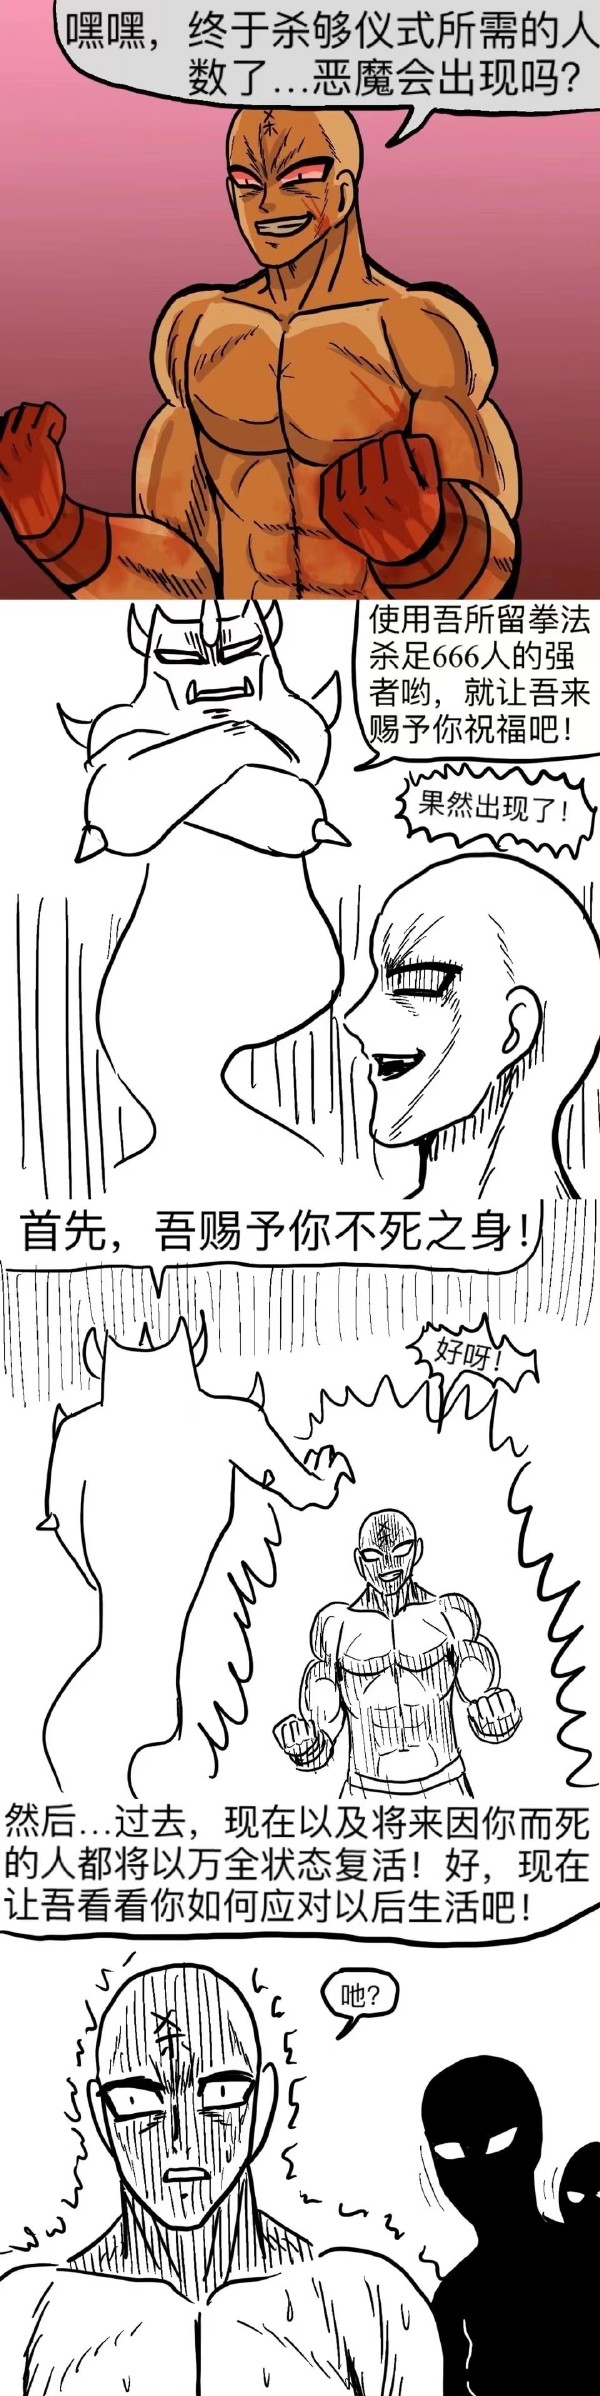 嘿嘿，终于杀够仪式所需的人
数了…恶魔会出现吗？
杀
使用吾所留拳法
杀足666人的强
者哟，就让吾来
赐予你祝福吧！
果然出现了！
首先，吾赐予你不死之身！
好呀！
杀
然后…过去，现在以及将来因你而死
的人都将以万全状态复活！好，现在
让吾看看你如何应对以后生活吧！
吔？
杀